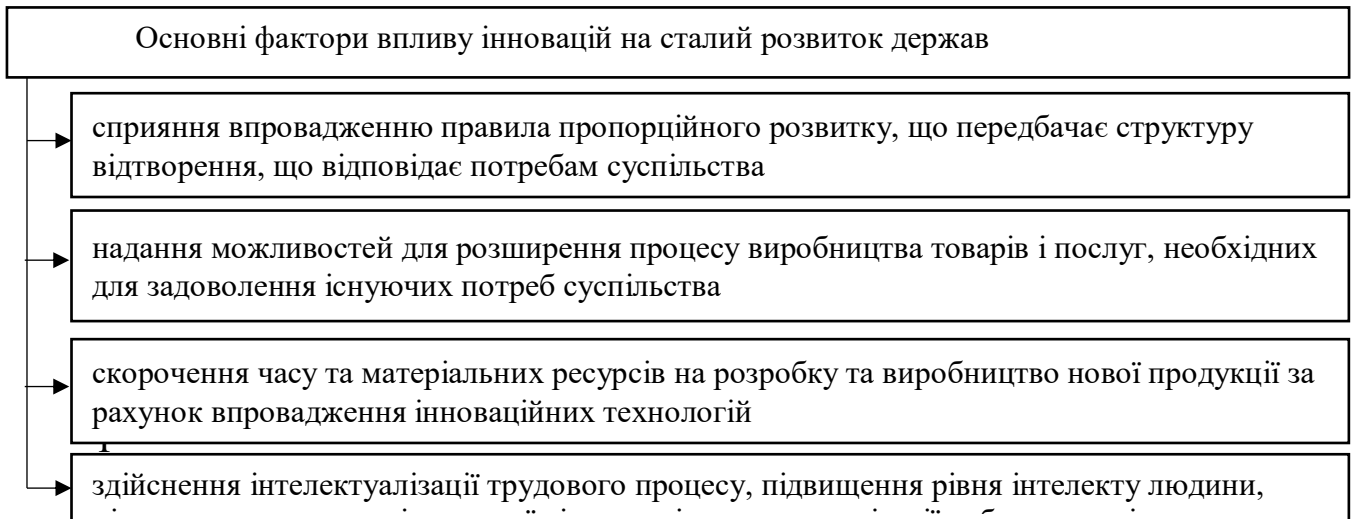 Основні фактори впливу інновацій на сталий розвиток держав
сприяння впровадженню правила пропорційного розвитку, що передбачає структуру
відтворення, що відповідає потребам суспільства
надання можливостей для розширення процесу виробництва товарів і послуг, необхідних
для задоволення існуючих потреб суспільства
скорочення часу та матеріальних ресурсів на розробку та виробництво нової продукції за
рахунок впровадження інноваційних технологій
здійснення інтелектуалізації трудового процесу, підвищення рівня інтелекту людини,